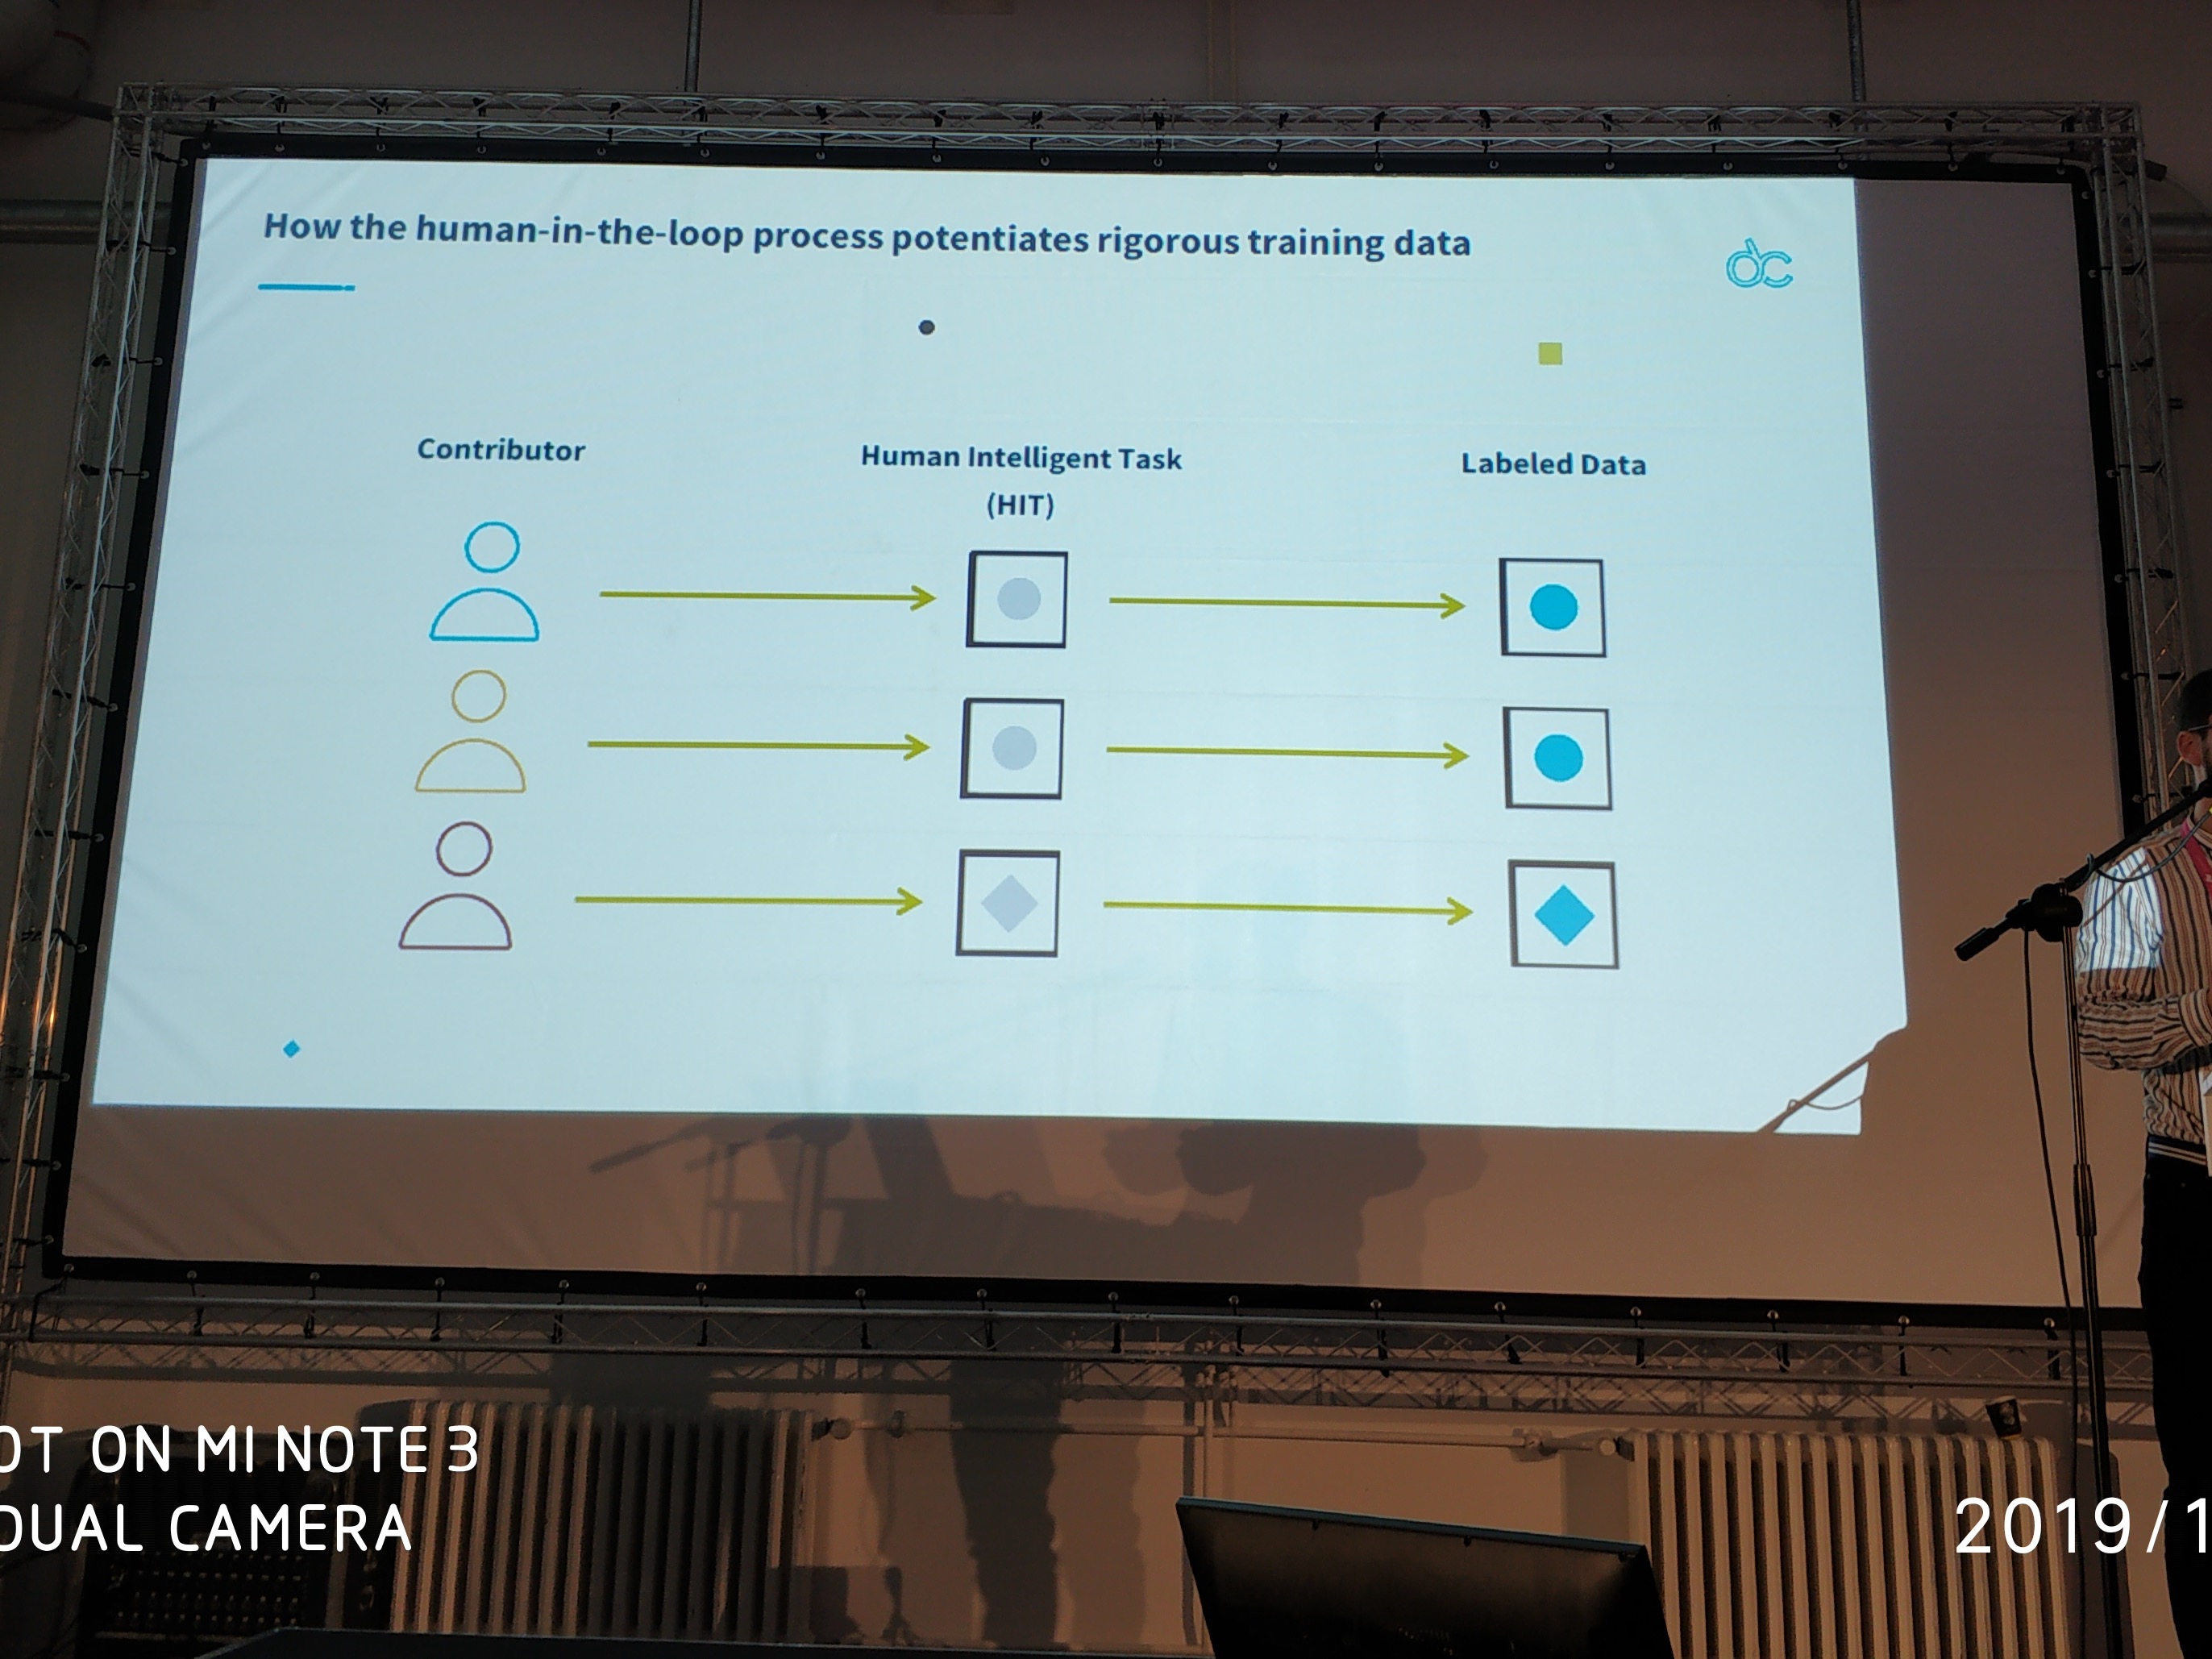 How the human-in-the-loop process potentiates rigorous training data
dc
Contributor
Human Intelligent Task
(HIT)
Labeled Data
OT ON MI NOTE 3
DUAL CAMERA
2019/1